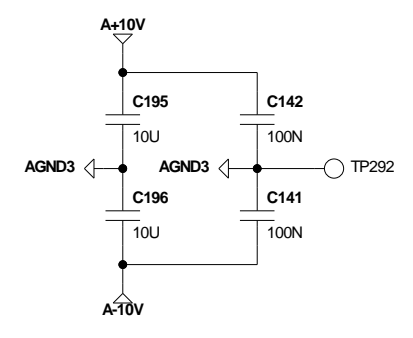 A+10V
C195
C142
10U
100N
AGND3
AGND3
TP292
C196
C141
10U
100N
A-10V